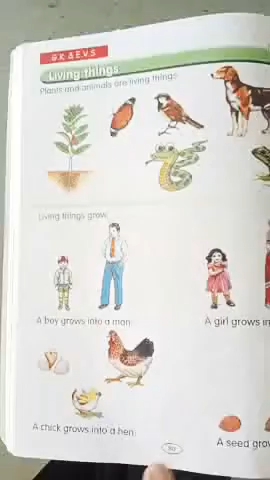 Living things
Plants and animals are living things
Living things grow
A boy grows into a man.
A girl grows in
A chick grows into a hen.
A seed grow